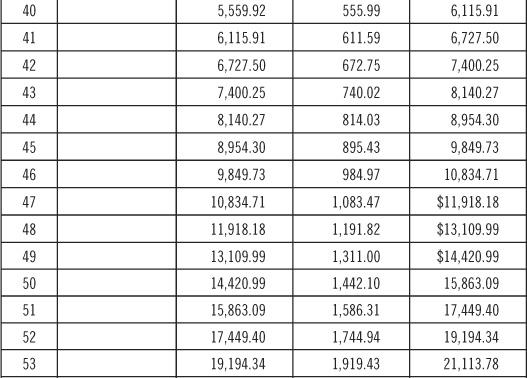 40 5,559.92 555.99 6,115.91
41 6,115.91 611.59 6,727.50
42 6,727.50 672.75 7,400.25
43 7,400.25 740.02 8,140.27
44 8,140.27 814.03 8,954.30
45 8,954.30 895.43 9,849.73
46 9,849.73 984.97 10,834.71
47 10,834.71 1,083.47 $11,918.18
48 11,918.18 1,191.82 $13,109.99
49 13,109.99 1,311.00 $14,420.99
50 14,420.99 1,442.10 15,863.09
51 15,863.09 1,586.31 17,449.40
52 17,449.40 1,744.94 19,194.34
53 19,194.34 1,919.43 21,113.78